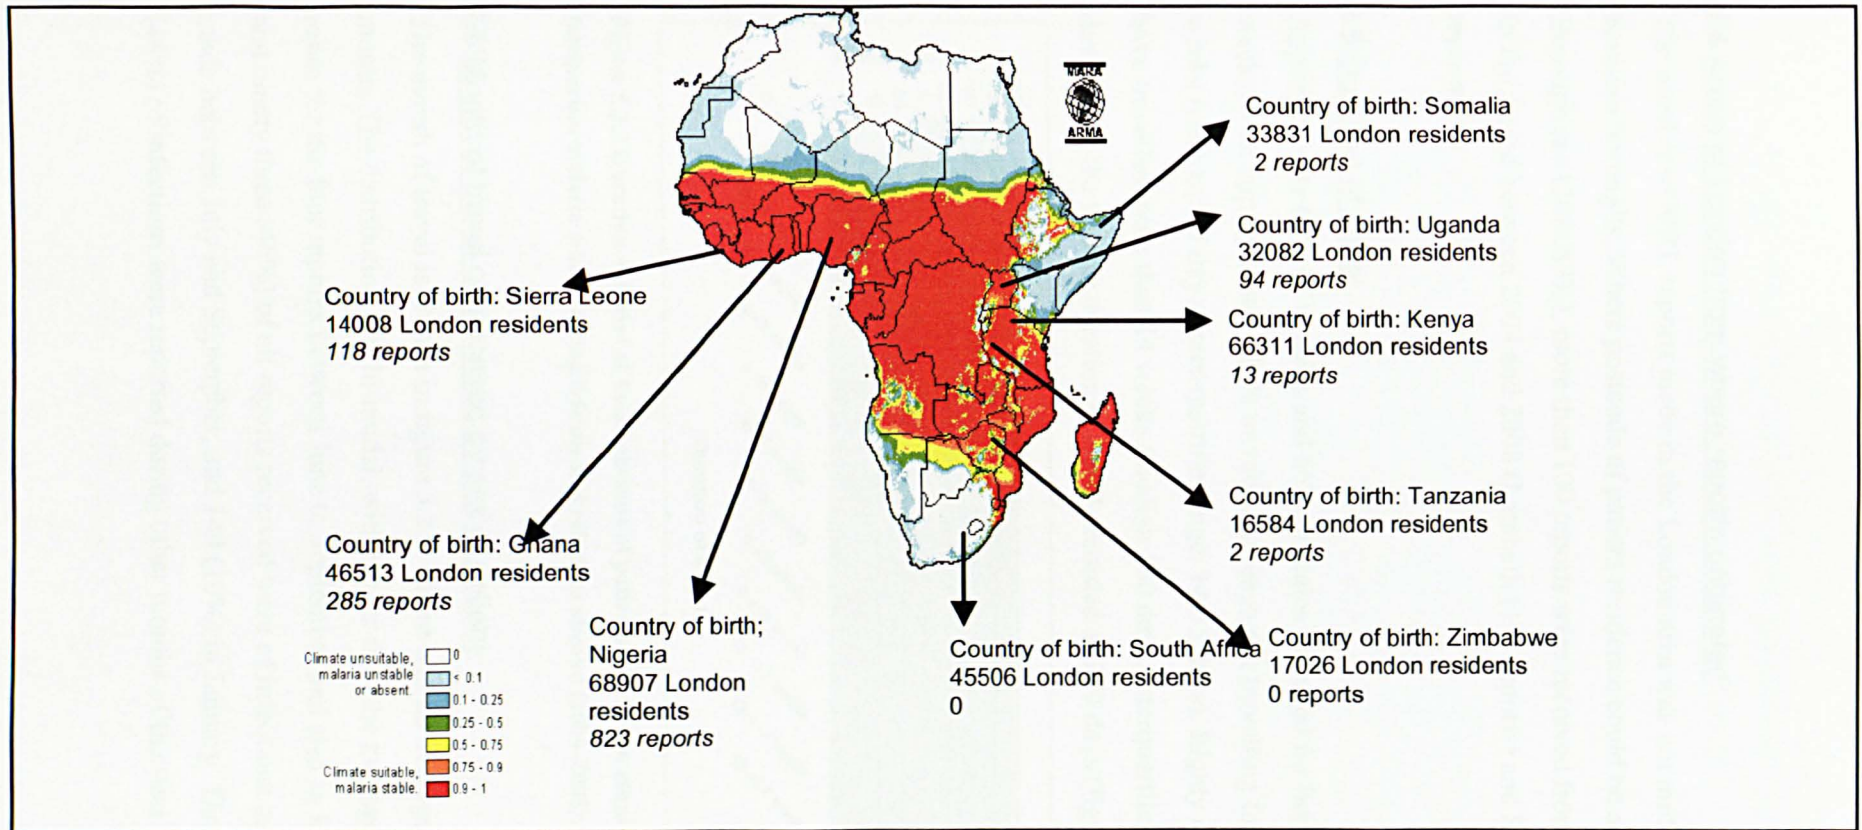 MARA
ARMA
Country of birth: Somalia
33831 London residents
2 reports
Country of birth: Uganda
32082 London residents
94 reports
Country of birth: Kenya
66311 London residents
13 reports
Country of birth: Tanzania
16584 London residents
2 reports
Country of birth: Zimbabwe
17026 London residents
0 reports
Country of birth: South Africa
45506 London residents
0
Country of birth: Sierra Leone
14008 London residents
118 reports
Country of birth: Ghana
46513 London residents
285 reports
Country of birth;
Nigeria
68907 London
residents
823 reports
Climate unsuitable,
malaria unstable
or absent.
0
< 0.1
0.1 - 0.25
0.25 - 0.5
0.5 - 0.75
0.75 - 0.9
0.9 - 1
Climate suitable,
malaria stable.